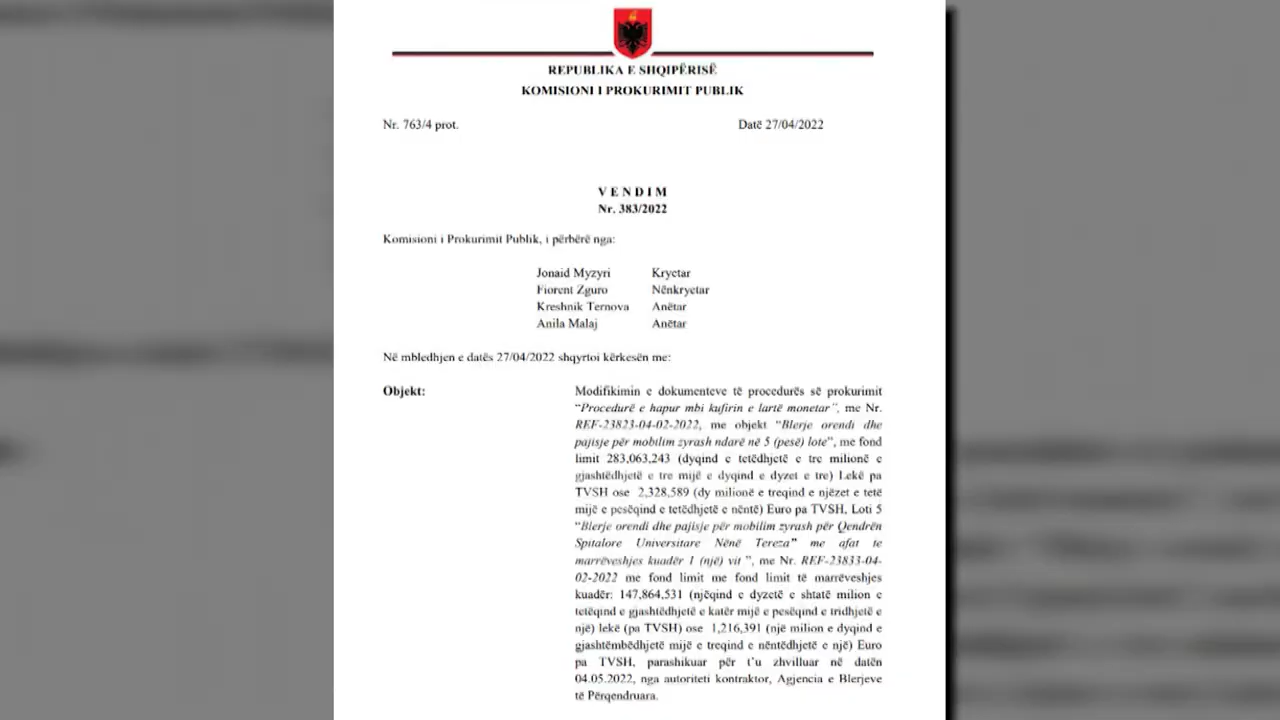 REPUBLIKA E SHQIPËRISË
KOMISIONI I PROKURIMIT PUBLIK
Nr. 763/4 prot. Datë 27/04/2022
V E N D I M
Nr. 383/2022
Komisioni i Prokurimit Publik, i përbërë nga:
Jonaid Myzyri Kryetar
Fiorent Zguro Nënkryetar
Kreshnik Ternova Anëtar
Anila Malaj Anëtar
Në mbledhjen e datës 27/04/2022 shqyrtoi kërkesën me:
Objekt: Modifikimin e dokumenteve të procedurës së prokurimit
“Procedurë e hapur mbi kufirin e lartë monetar”, me Nr.
REF-23823-04-02-2022, me objekt “Blerje orendi dhe
pajisje për mobilim zyrash ndarë në 5 (pesë) lote”, me fond
limit 283,063,243 (dyqind e tetëdhjetë e tre milionë e
gjashtëdhjetë e tre mijë e dyqind e dyzet e tre) Lekë pa
TVSH ose 2,328,589 (dy milionë e treqind e njëzet e tetë
mijë e pesëqind e tetëdhjetë e nëntë) Euro pa TVSH, Loti 5
“Blerje orendi dhe pajisje për mobilim zyrash për Qendrën
Spitalore Universitare Nënë Tereza” me afat te
marrëveshjes kuadër 1 (një) vit ”, me Nr. REF-23833-04-
02-2022 me fond limit me fond limit të marrëveshjes
kuadër: 147,864,531 (njëqind e dyzetë e shtatë milion e
tetëqind e gjashtëdhjetë e katër mijë e pesëqind e tridhjetë e
një) lekë (pa TVSH) ose 1,216,391 (një milion e dyqind e
gjashtëmbëdhjetë mijë e treqind e nëntëdhjetë e një) Euro
pa TVSH, parashikuar për t’u zhvilluar në datën
04.05.2022, nga autoriteti kontraktor, Agjencia e Blerjeve
të Përqendruara.